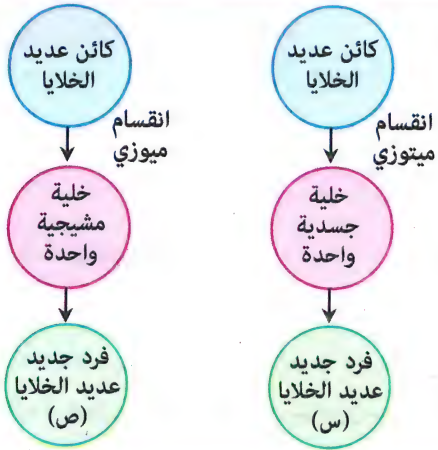 كائن عديد
الخلايا
انقسام
ميتوزي
خلية
جسدية
واحدة
فرد جديد
عديد الخلايا
(س)
كائن عديد
الخلايا
انقسام
ميوزي
خلية
مشيجية
واحدة
فرد جديد
عديد الخلايا
(ص)